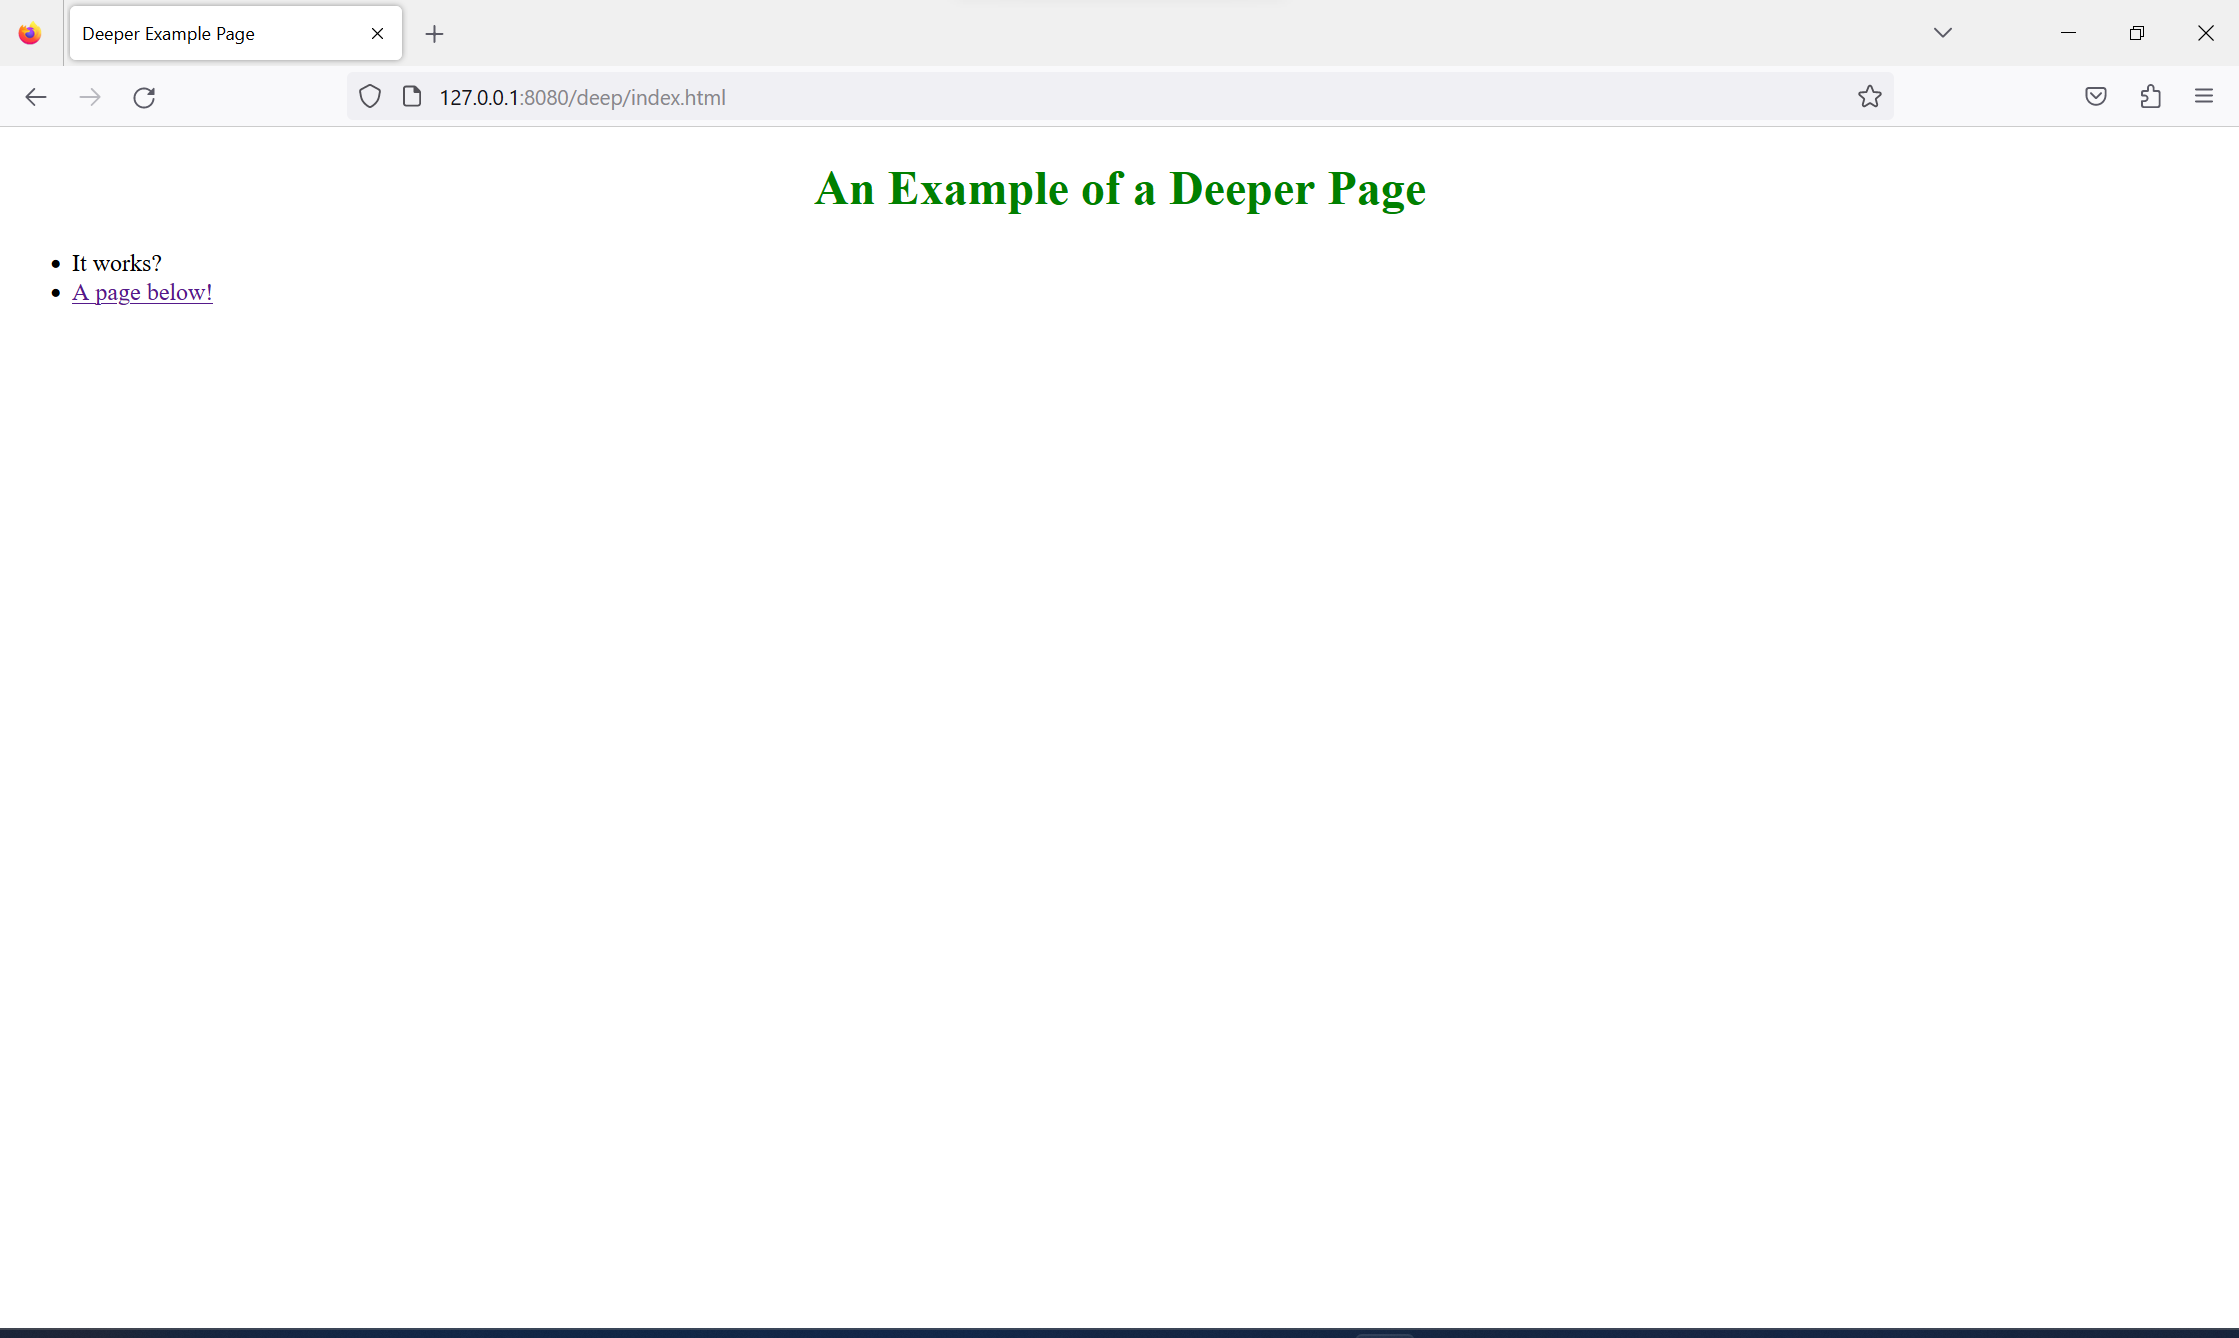 Deeper Example Page
127.0.0.1:8080/deep/index.html
An Example of a Deeper Page
It works?
A page below!